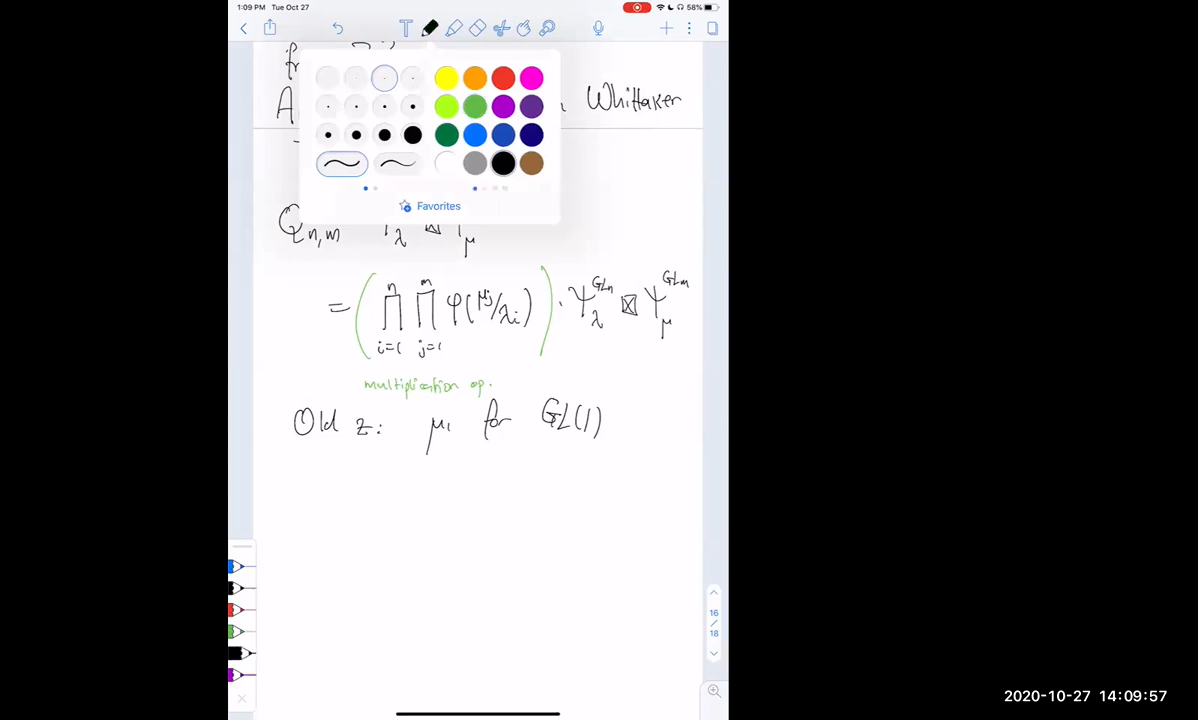 1:09 PM Tue Oct 27
58%
Whittaker
Favorites
Q_{n,m} λ ⊠ μ
= ( ∏_{i=1}^{n} ∏_{j=1}^{m} φ(μ_j/λ_i) ) · Ψ_λ^{GL_n} ⊠ Ψ_μ^{GL_m}
multiplication op.
Old z: μ_1 for GL(1)
16
/
18
2020-10-27 14:09:57